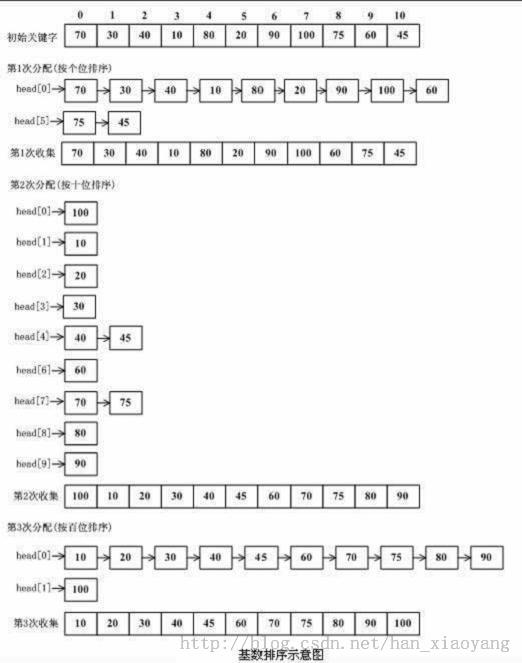 0 1 2 3 4 5 6 7 8 9 10
初始关键字 70 30 40 10 80 20 90 100 75 60 45
第1次分配(按个位排序)
head[0] 70 30 40 10 80 20 90 100 60
head[5] 75 45
第1次收集 70 30 40 10 80 20 90 100 60 75 45
第2次分配(按十位排序)
head[0] 100
head[1] 10
head[2] 20
head[3] 30
head[4] 40 45
head[6] 60
head[7] 70 75
head[8] 80
head[9] 90
第2次收集 100 10 20 30 40 45 60 70 75 80 90
第3次分配(按百位排序)
head[0] 10 20 30 40 45 60 70 75 80 90
head[1] 100
第3次收集 10 20 30 40 45 60 70 75 80 90 100
http://blog.csdn.net/han_xiaoyang
基数排序示意图